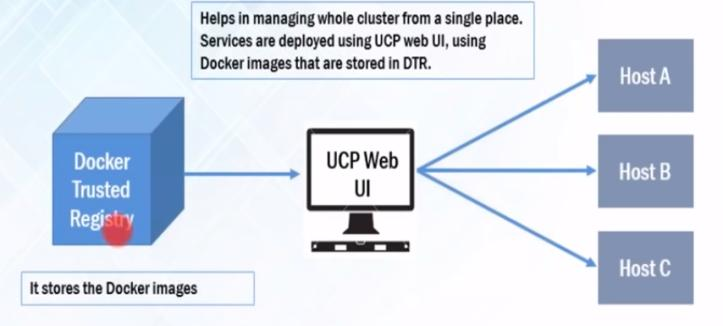 Helps in managing whole cluster from a single place.
Services are deployed using UCP web UI, using
Docker images that are stored in DTR.
Docker
Trusted
Registry
It stores the Docker images
UCP Web
UI
Host A
Host B
Host C